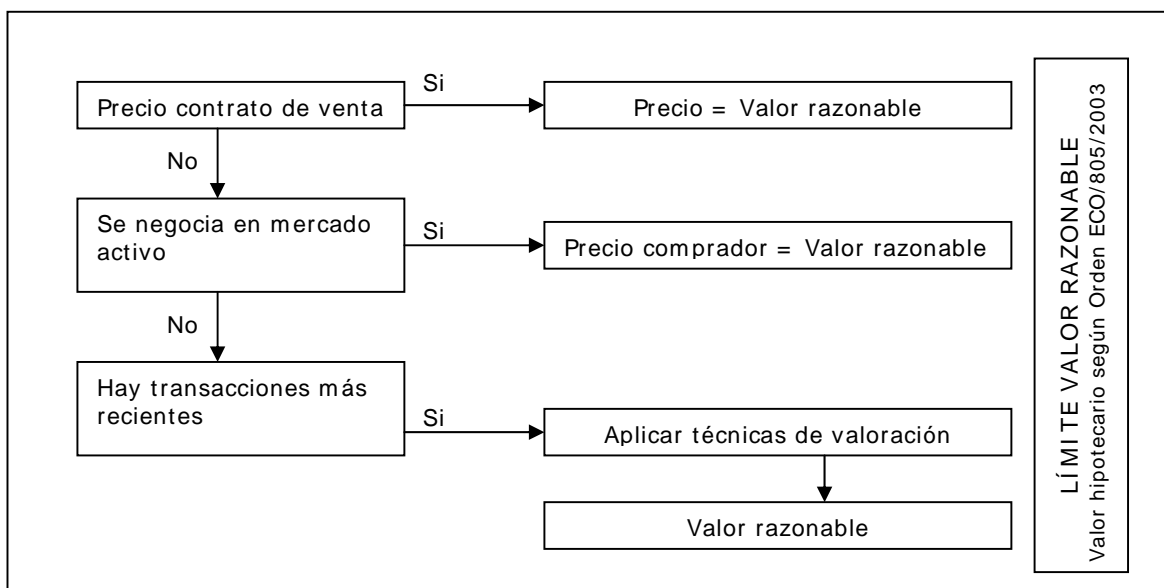 Si
Precio contrato de venta
Precio = Valor razonable
No
Se negocia en mercado
activo
Si
Precio comprador = Valor razonable
No
Hay transacciones más
recientes
Si
Aplicar técnicas de valoración
Valor razonable
LÍMITE VALOR RAZONABLE
Valor hipotecario según Orden ECO/805/2003